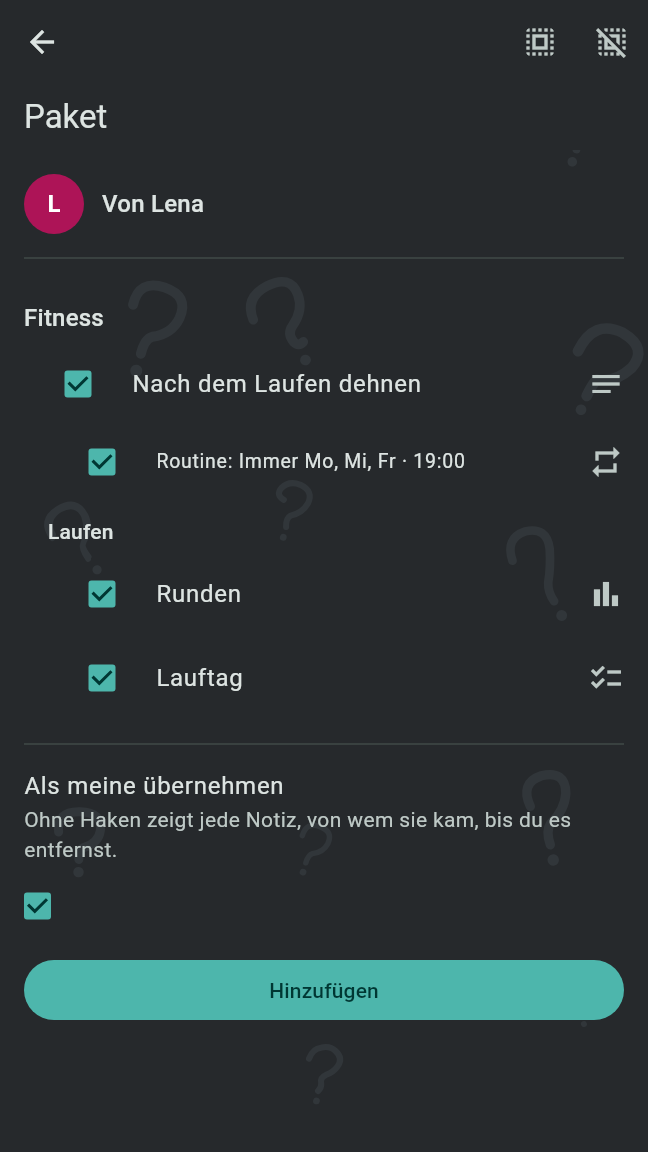 Paket
L
Von Lena
Fitness
Nach dem Laufen dehnen
Routine: Immer Mo, Mi, Fr · 19:00
Laufen
Runden
Lauftag
Als meine übernehmen
Ohne Haken zeigt jede Notiz, von wem sie kam, bis du es
entfernst.
Hinzufügen